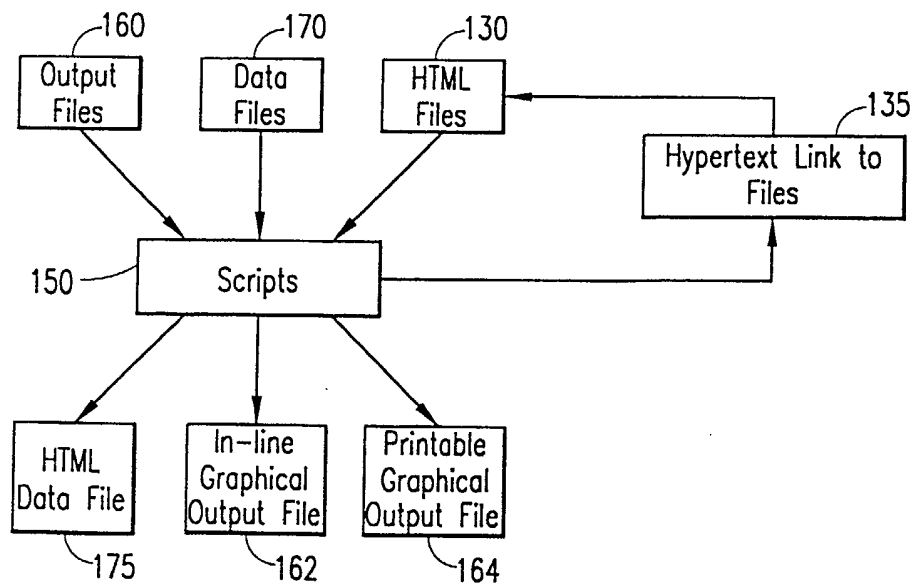 160
170
130
Output
Files
Data
Files
HTML
Files
135
Hypertext Link to
Files
150
Scripts
HTML
Data File
In-line
Graphical
Output File
Printable
Graphical
Output File
175
162
164